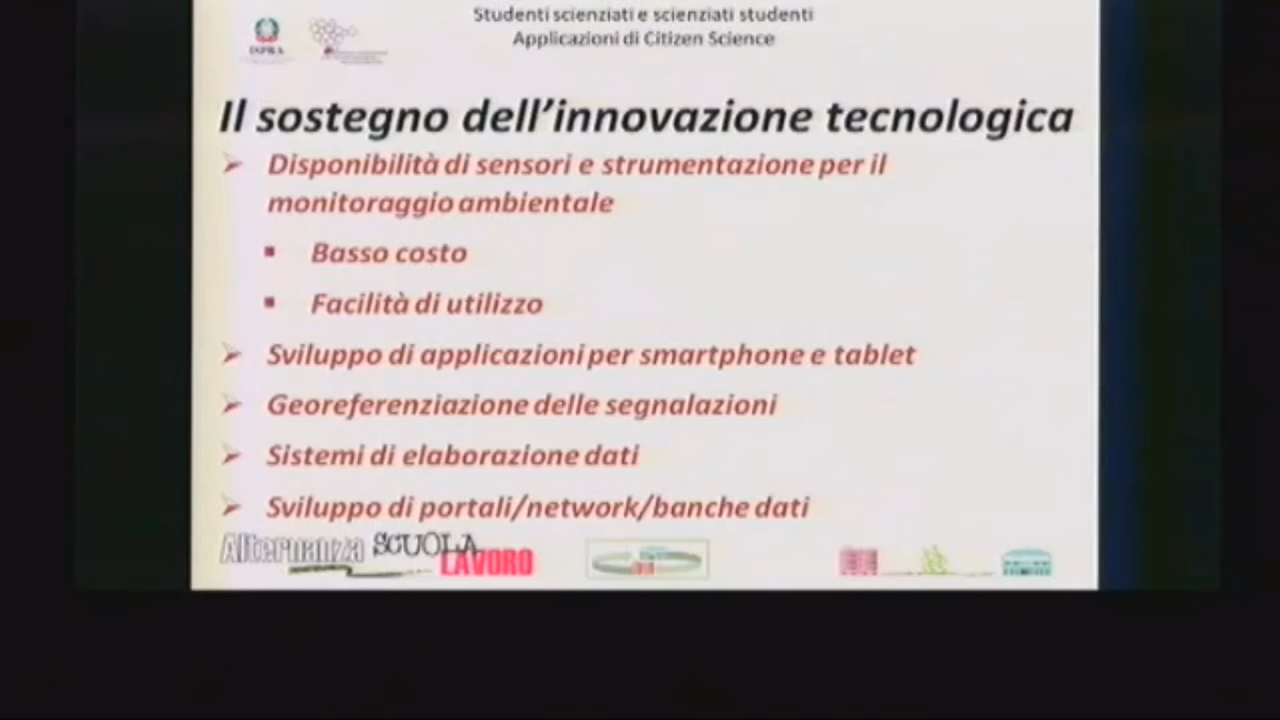 Studenti scienziati e scienziati studenti
Applicazioni di Citizen Science
ISPRA
Il sostegno dell'innovazione tecnologica
Disponibilità di sensori e strumentazione per il
monitoraggio ambientale
Basso costo
Facilità di utilizzo
Sviluppo di applicazioni per smartphone e tablet
Georeferenziazione delle segnalazioni
Sistemi di elaborazione dati
Sviluppo di portali/network/banche dati
Alternanza SCUOLA
LAVORO